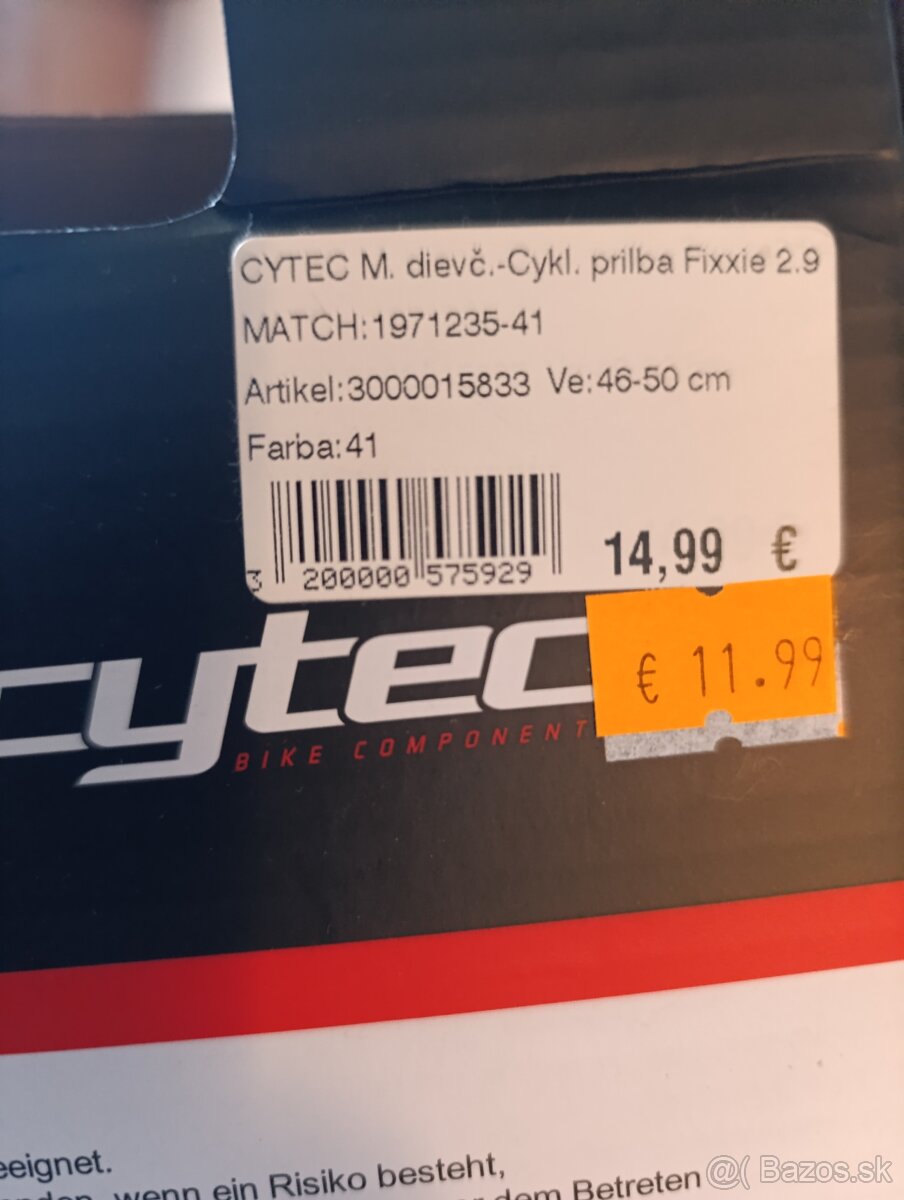 CYTEC M. dievč.-Cykl. prilba Fixxie 2.9
MATCH:1971235-41
Artikel:3000015833 Ve:46-50 cm
Farba:41
3 200000 575929
14,99 €
€ 11.99
cytec
BIKE COMPONENT
eeignet.
wenn ein Risiko besteht,
dem Betreten
@( Bazos.sk